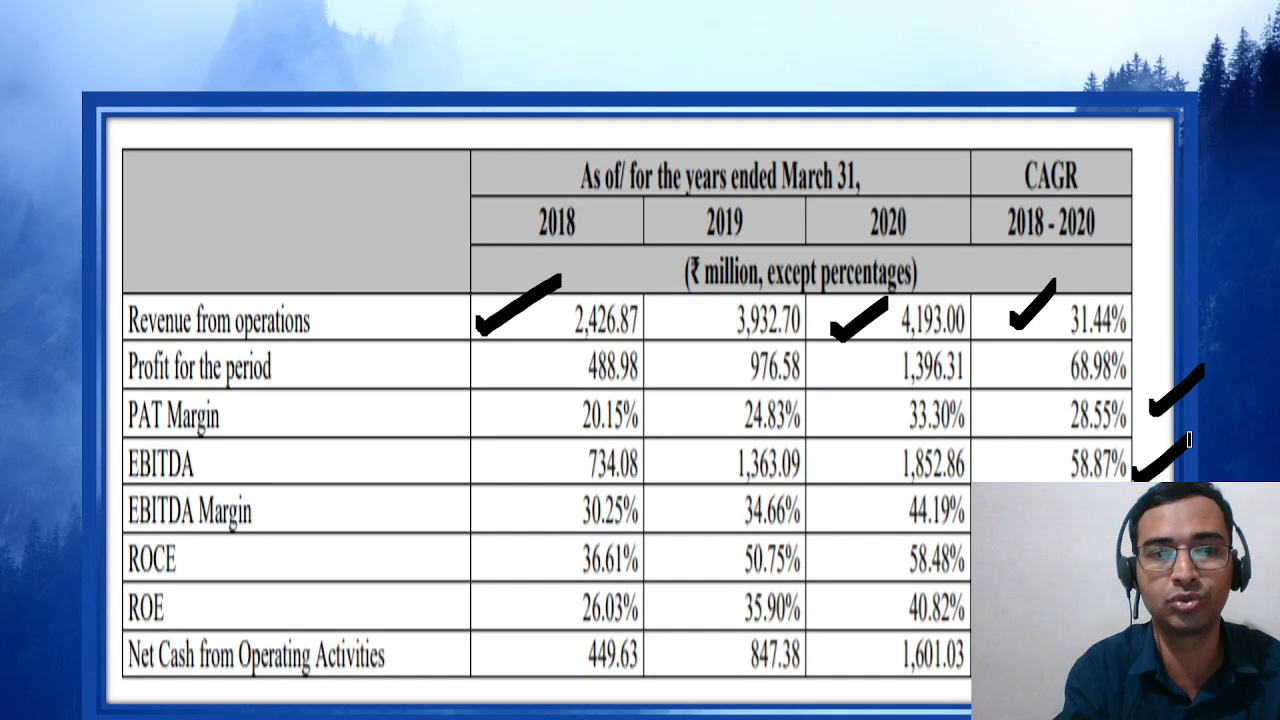 As of/ for the years ended March 31, CAGR
2018 2019 2020 2018 - 2020
(₹ million, except percentages)
Revenue from operations 2,426.87 3,932.70 4,193.00 31.44%
Profit for the period 488.98 976.58 1,396.31 68.98%
PAT Margin 20.15% 24.83% 33.30% 28.55%
EBITDA 734.08 1,363.09 1,852.86 58.87%
EBITDA Margin 30.25% 34.66% 44.19%
ROCE 36.61% 50.75% 58.48%
ROE 26.03% 35.90% 40.82%
Net Cash from Operating Activities 449.63 847.38 1,601.03